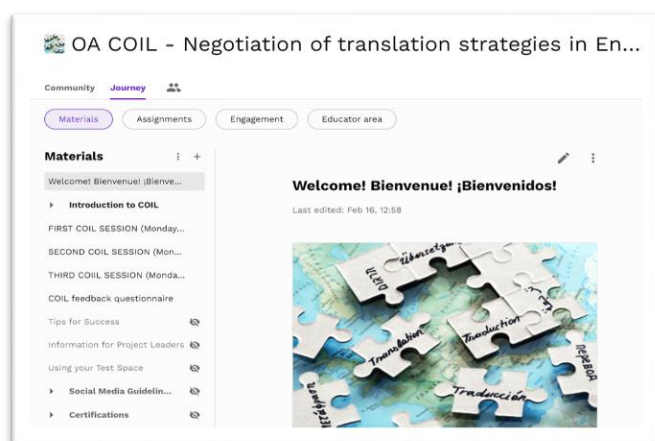 OA COIL - Negotiation of translation strategies in En...
Community Journey
Materials Assignments Engagement Educator area
Materials
Welcome! Bienvenue! ¡Bienve...
Introduction to COIL
FIRST COIL SESSION (Monday...
SECOND COIL SESSION (Mon...
THIRD COIIL SESSION (Monda...
COIL feedback questionnaire
Tips for Success
Information for Project Leaders
Using your Test Space
Social Media Guidelin...
Certifications
Welcome! Bienvenue! ¡Bienvenidos!
Last edited: Feb 16, 12:58
Übersetz
Translation
Traduction
перевод
Traducción